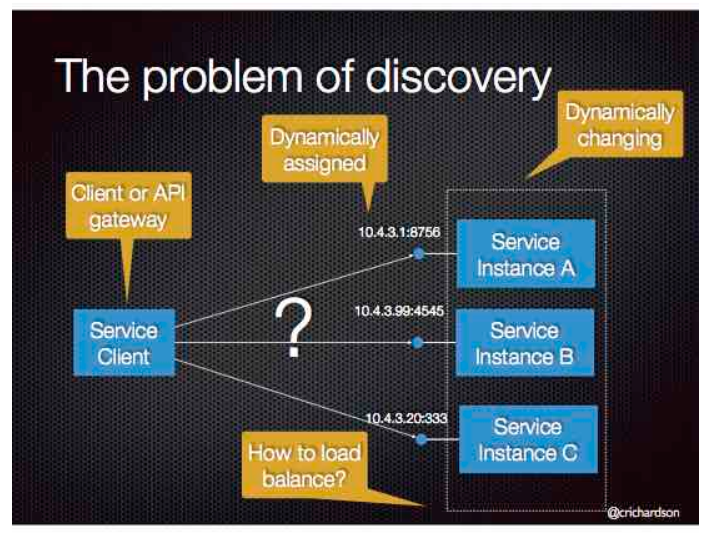 The problem of discovery
Dynamically
changing
Dynamically
assigned
Client or API
gateway
10.4.3.1:8756
Service
Instance A
?
10.4.3.99:4545
Service
Client
Service
Instance B
10.4.3.20:333
Service
Instance C
How to load
balance?
@crichardson